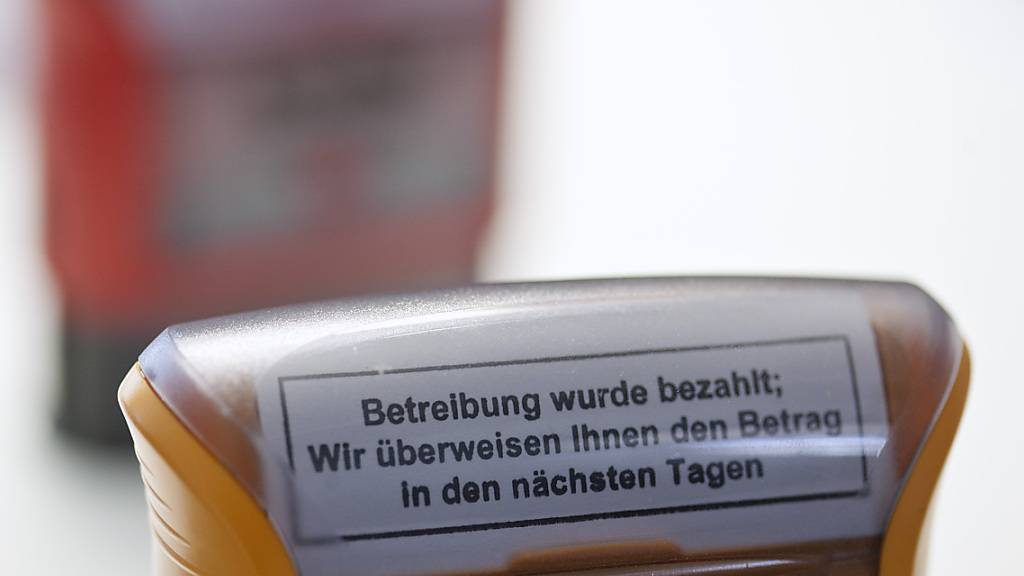 Betreibung wurde bezahlt;
Wir überweisen Ihnen den Betrag
in den nächsten Tagen